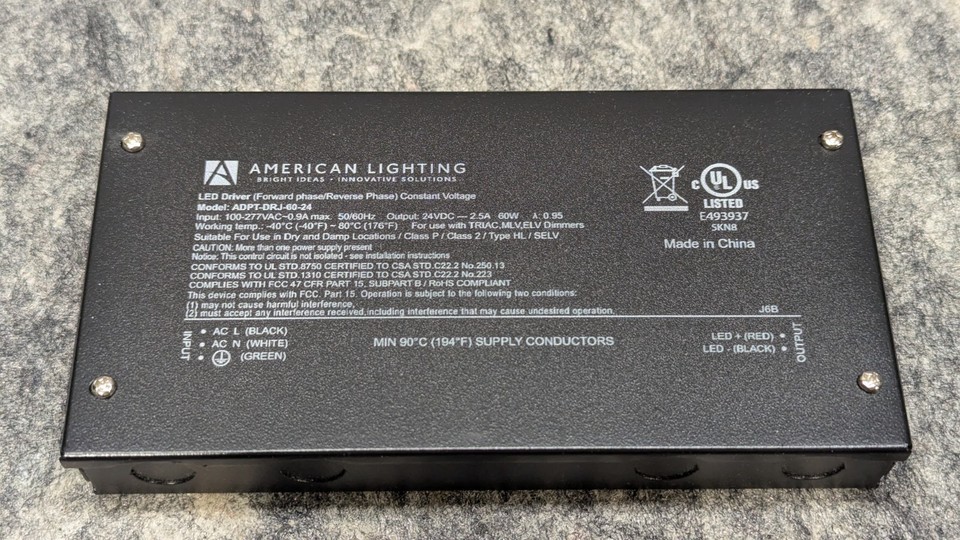 AMERICAN LIGHTING
BRIGHT IDEAS • INNOVATIVE SOLUTIONS
LED Driver (Forward phase/Reverse Phase) Constant Voltage
Model: ADPT-DRJ-60-24
Input: 100-277VAC~0.9A max. 50/60Hz Output: 24VDC ⎓ 2.5A 60W λ: 0.95
Working temp.: -40°C (-40°F) ~ 80°C (176°F) For use with TRIAC,MLV,ELV Dimmers
Suitable For Use in Dry and Damp Locations / Class P / Class 2 / Type HL / SELV
CAUTION: More than one power supply present
Notice: This control circuit is not isolated - see installation instructions
CONFORMS TO UL STD.8750 CERTIFIED TO CSA STD.C22.2 No.250.13
CONFORMS TO UL STD.1310 CERTIFIED TO CSA STD.C22.2 No.223
COMPLIES WITH FCC 47 CFR PART 15, SUBPART B / RoHS COMPLIANT
This device complies with FCC. Part 15. Operation is subject to the following two conditions:
(1) may not cause harmful interference,
(2) must accept any interference received,including interference that may cause undesired operation.
c UL US
LISTED
E493937
SKN8
Made in China
J6B
INPUT
• AC L (BLACK)
• AC N (WHITE)
• (GREEN)
MIN 90°C (194°F) SUPPLY CONDUCTORS
LED + (RED) •
LED - (BLACK) •
OUTPUT